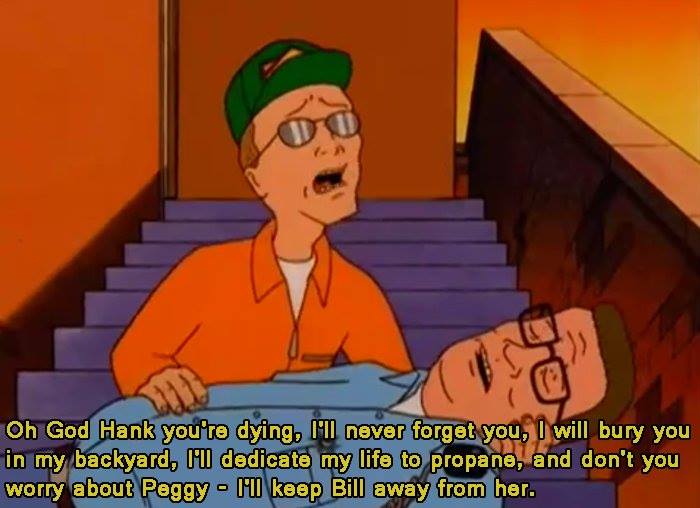 Oh God Hank you're dying, I'll never forget you, I will bury you
in my backyard, I'll dedicate my life to propane, and don't you
worry about Peggy - I'll keep Bill away from her.